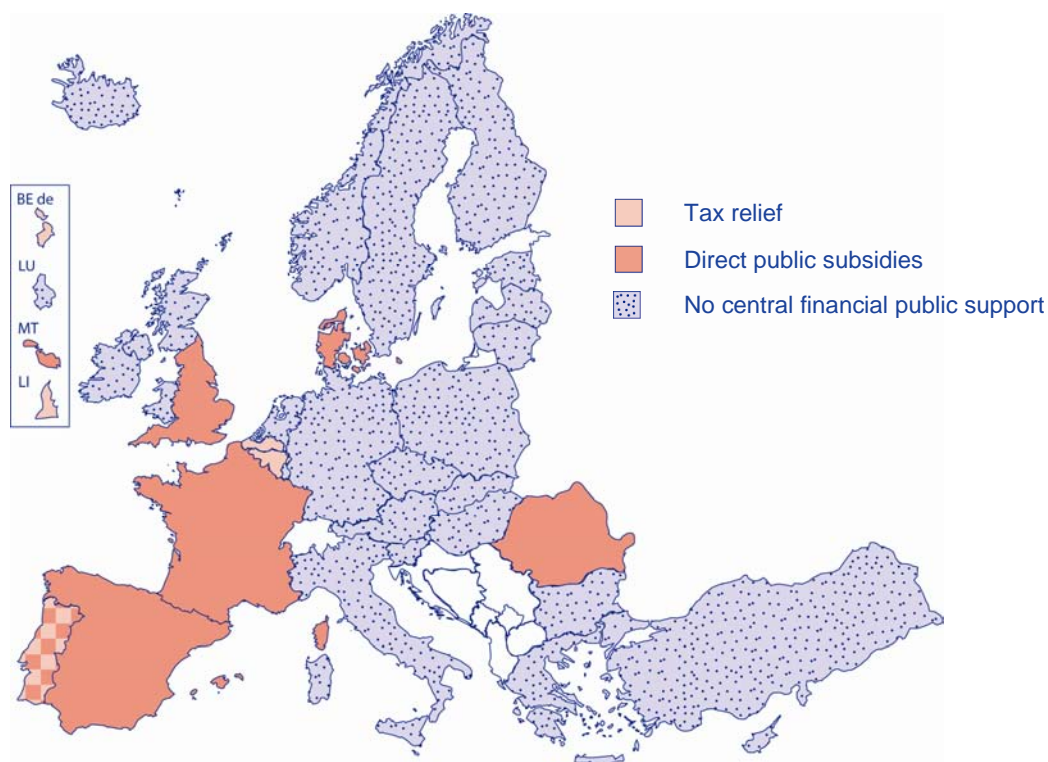 BE de
LU
MT
LI
Tax relief
Direct public subsidies
No central financial public support